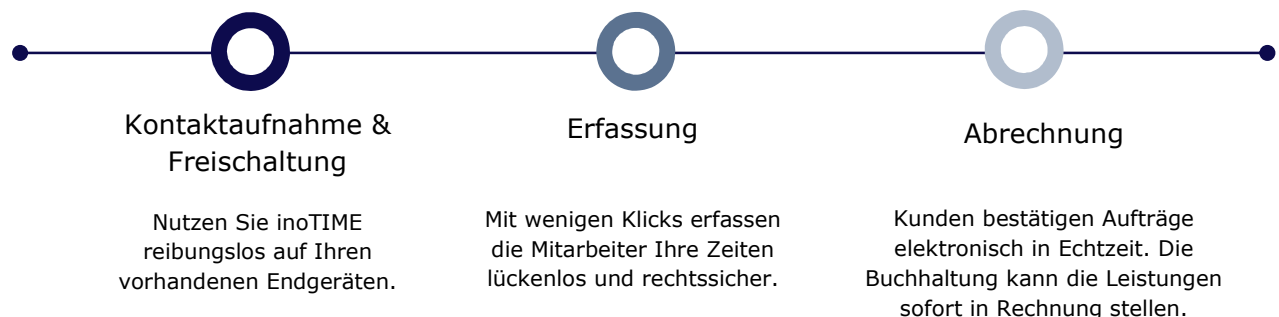 Kontaktaufnahme &
Freischaltung
Nutzen Sie inoTIME
reibungslos auf Ihren
vorhandenen Endgeräten.
Erfassung
Mit wenigen Klicks erfassen
die Mitarbeiter Ihre Zeiten
lückenlos und rechtssicher.
Abrechnung
Kunden bestätigen Aufträge
elektronisch in Echtzeit. Die
Buchhaltung kann die Leistungen
sofort in Rechnung stellen.